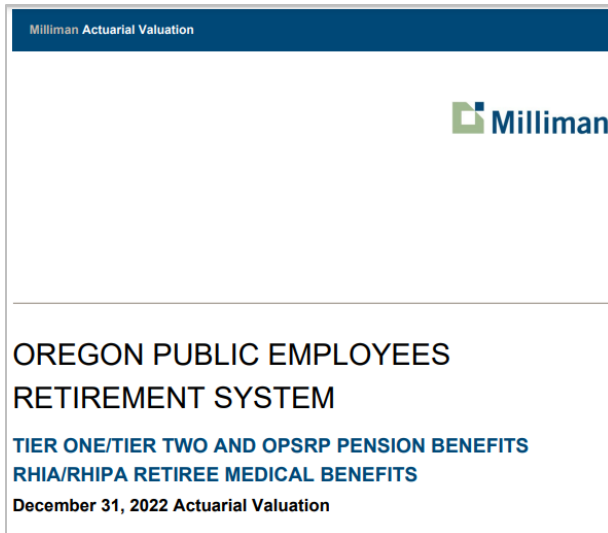 Milliman Actuarial Valuation
Milliman
OREGON PUBLIC EMPLOYEES
RETIREMENT SYSTEM
TIER ONE/TIER TWO AND OPSRP PENSION BENEFITS
RHIA/RHIPA RETIREE MEDICAL BENEFITS
December 31, 2022 Actuarial Valuation